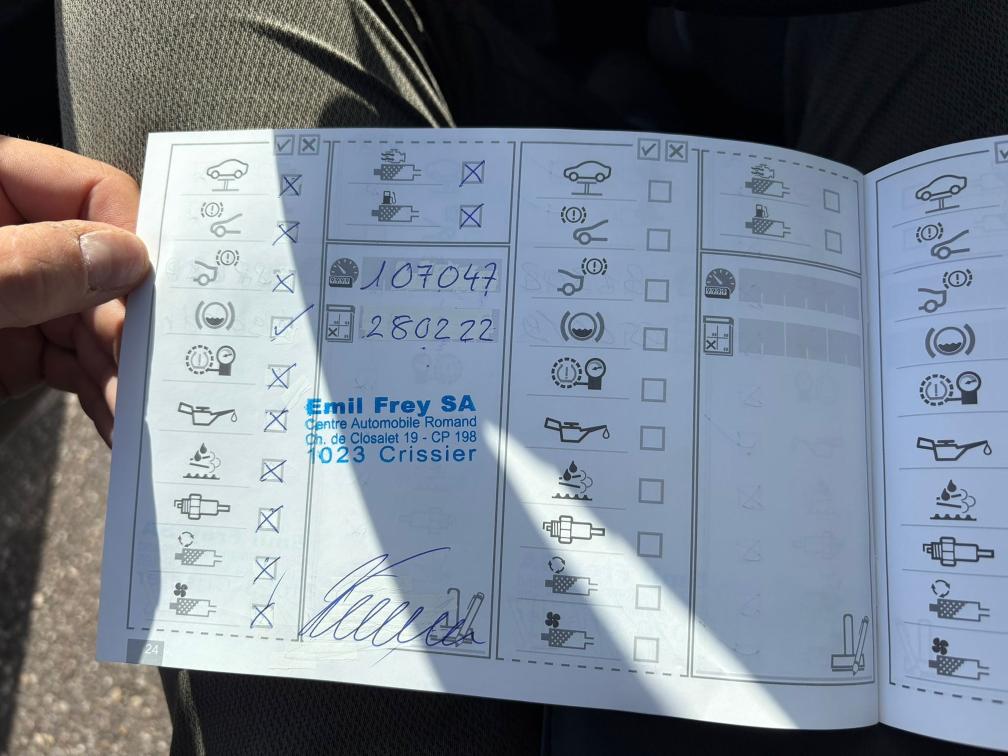 107047
280222
Emil Frey SA
Centre Automobile Romand
Ch. de Closalet 19 - CP 198
1023 Crissier
24